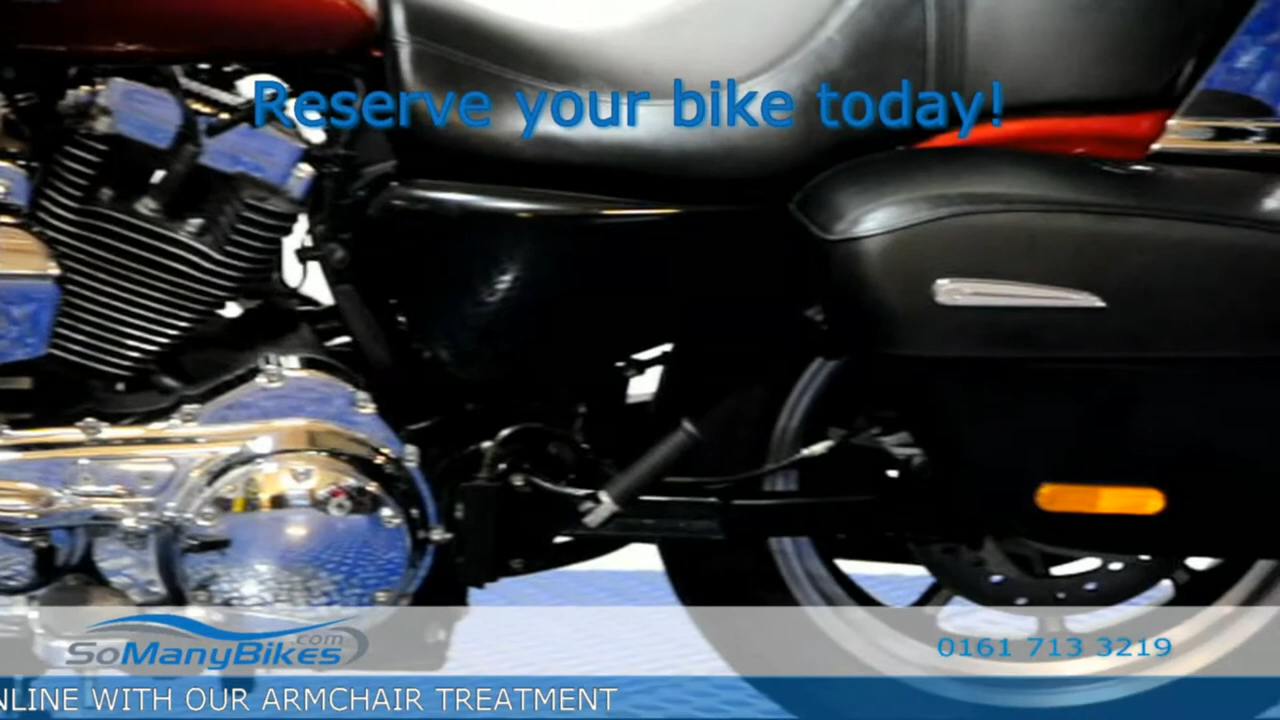 Reserve your bike today!
SoManyBikes.com
0161 713 3219
NLINE WITH OUR ARMCHAIR TREATMENT